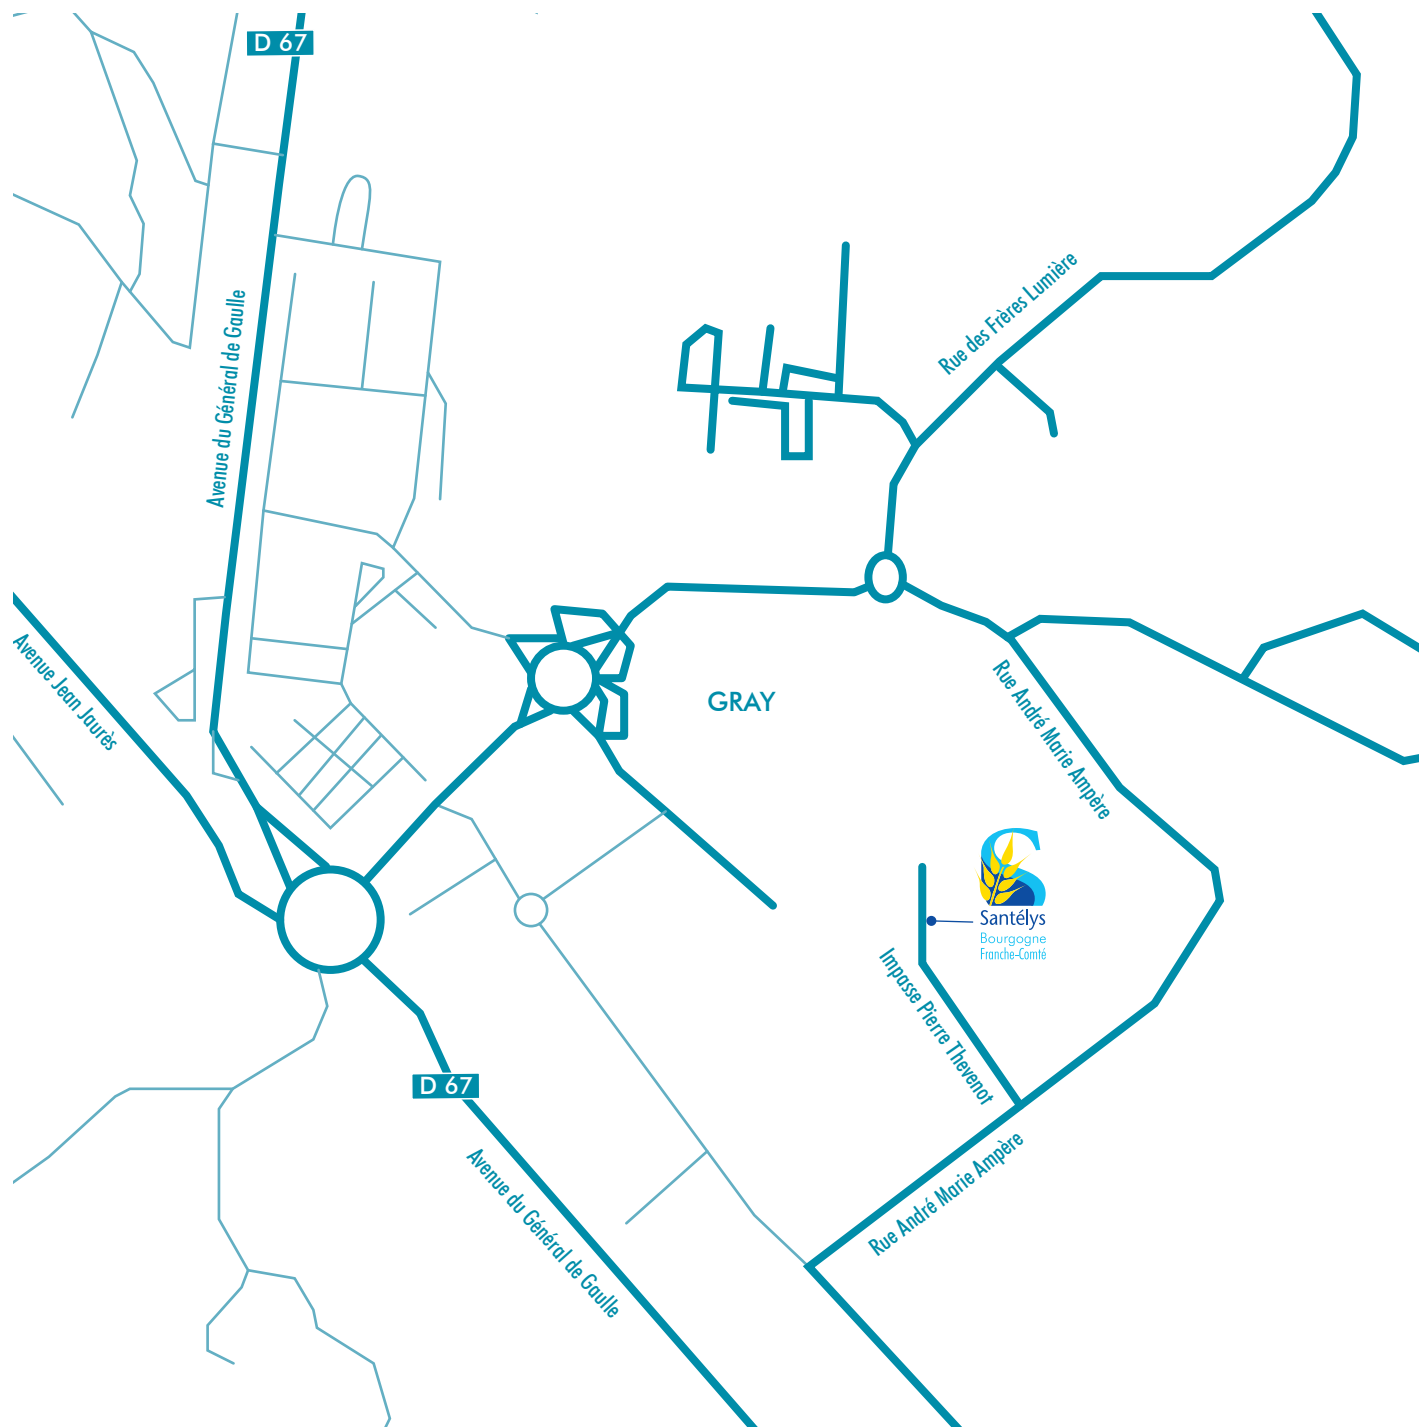 D 67
Rue des Frères Lumière
Avenue du Général de Gaulle
Avenue Jean Jaurès
GRAY
Rue André Marie Ampère
Santélys
Bourgogne
Franche-Comté
Impasse Pierre Thevenot
D 67
Rue André Marie Ampère
Avenue du Général de Gaulle